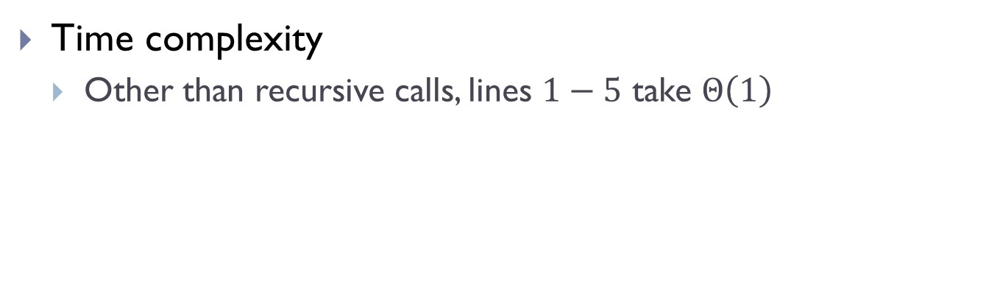 Time complexity
Other than recursive calls, lines 1 − 5 take Θ(1)